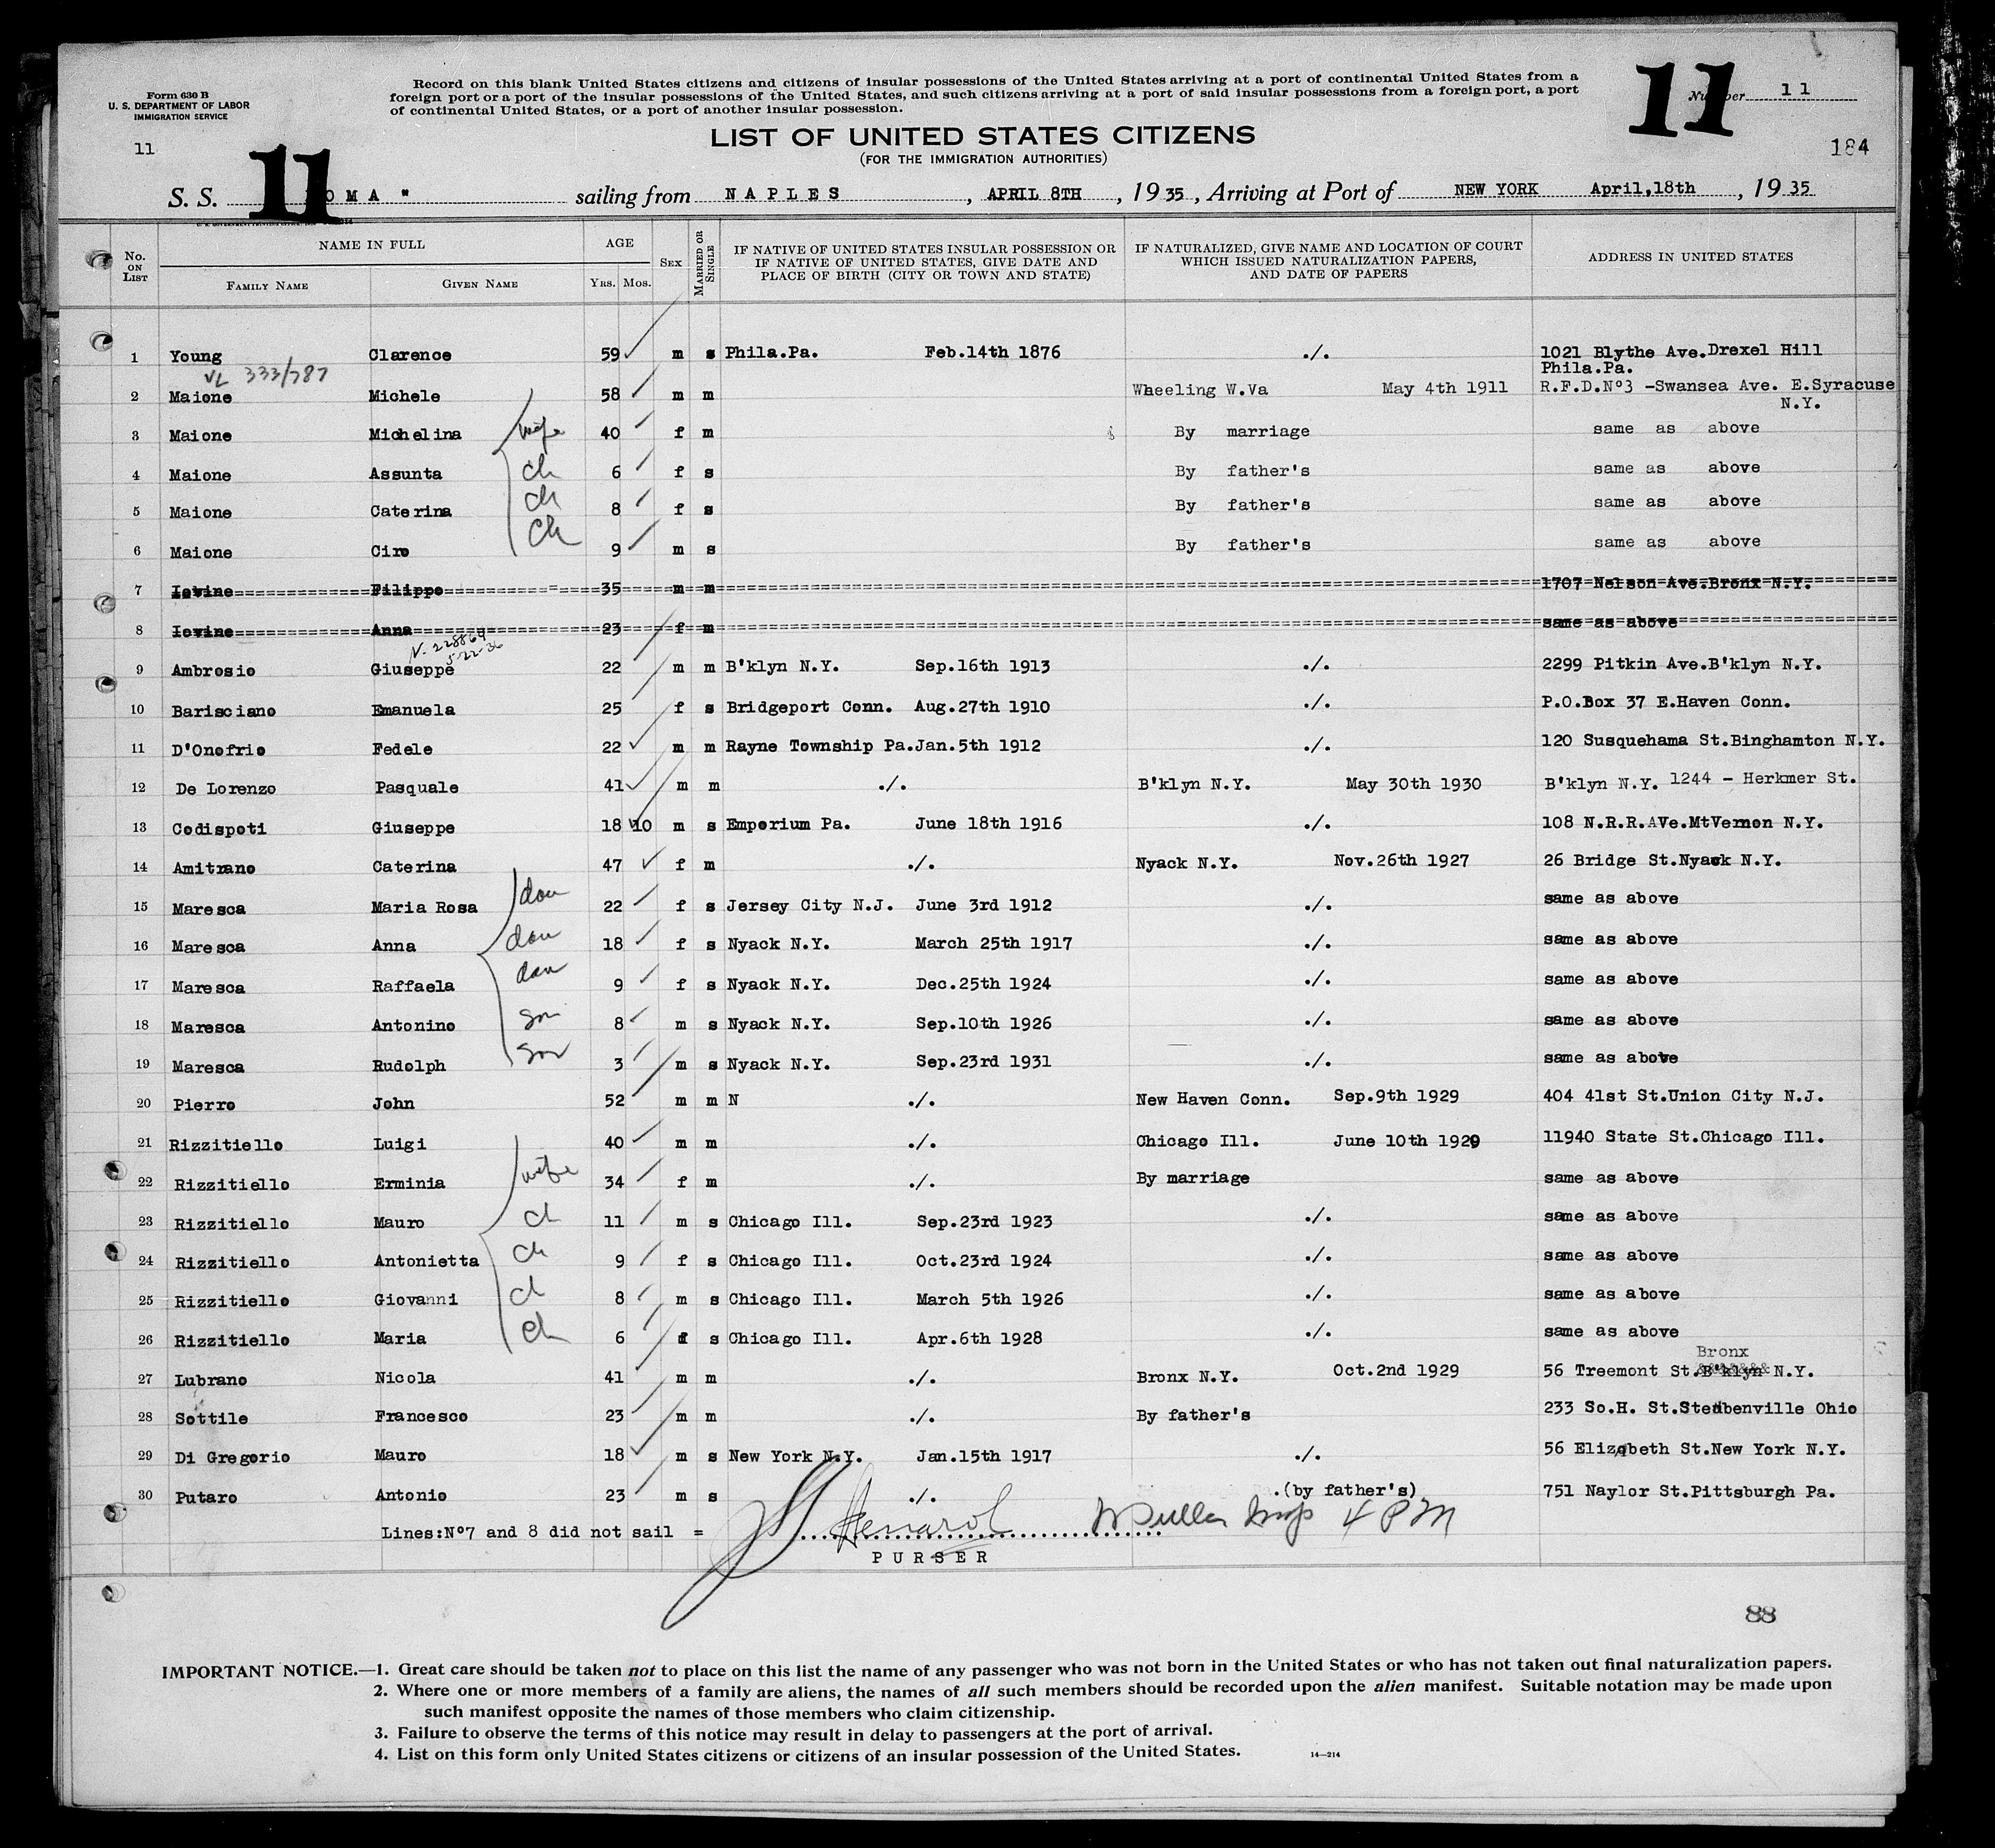 Form 630 B
U. S. DEPARTMENT OF LABOR
IMMIGRATION SERVICE
11
Record on this blank United States citizens and citizens of insular possessions of the United States arriving at a port of continental United States from a
foreign port or a port of the insular possessions of the United States, and such citizens arriving at a port of said insular possessions from a foreign port, a port
of continental United States, or a port of another insular possession.
11
Number 11
184
LIST OF UNITED STATES CITIZENS
(FOR THE IMMIGRATION AUTHORITIES)
11
S. S. OMA " sailing from NAPLES, APRIL 8TH, 1935, Arriving at Port of NEW YORK April,18th, 1935
No. ON LIST
NAME IN FULL
FAMILY NAME GIVEN NAME
AGE
YRS. MOS.
SEX
MARRIED OR SINGLE
IF NATIVE OF UNITED STATES INSULAR POSSESSION OR
IF NATIVE OF UNITED STATES, GIVE DATE AND
PLACE OF BIRTH (CITY OR TOWN AND STATE)
IF NATURALIZED, GIVE NAME AND LOCATION OF COURT
WHICH ISSUED NATURALIZATION PAPERS,
AND DATE OF PAPERS
ADDRESS IN UNITED STATES
1 Young Clarence 59 m s Phila.Pa. Feb.14th 1876 ./. 1021 Blythe Ave.Drexel Hill
Phila.Pa.
VL 333/787
2 Maione Michele 58 m m Wheeling W.Va May 4th 1911 R.F.D.Nº3 -Swansea Ave. E.Syracuse
N.Y.
3 Maione Michelina wife 40 f m By marriage same as above
4 Maione Assunta ch 6 f s By father's same as above
5 Maione Caterina ch 8 f s By father's same as above
6 Maione Ciro ch 9 m s By father's same as above
7 Iovine Filippo 35 m m 1707 Nelson Ave.Bronx N.Y.
8 Iovine Anna 23 f m same as above
N. 228864
5-22-36
9 Ambrosio Giuseppe 22 m m B'klyn N.Y. Sep.16th 1913 ./. 2299 Pitkin Ave.B'klyn N.Y.
10 Barisciano Emanuela 25 f s Bridgeport Conn. Aug.27th 1910 ./. P.O.Box 37 E.Haven Conn.
11 D'Onofrio Fedele 22 m m Rayne Township Pa.Jan.5th 1912 ./. 120 Susquehama St.Binghamton N.Y.
12 De Lorenzo Pasquale 41 m m ./. B'klyn N.Y. May 30th 1930 B'klyn N.Y. 1244 - Herkmer St.
13 Codispoti Giuseppe 18 10 m s Emporium Pa. June 18th 1916 ./. 108 N.R.R.AVe.MtVernon N.Y.
14 Amitrano Caterina 47 f m ./. Nyack N.Y. Nov.26th 1927 26 Bridge St.Nyack N.Y.
15 Maresca Maria Rosa dau 22 f s Jersey City N.J. June 3rd 1912 ./. same as above
16 Maresca Anna dau 18 f s Nyack N.Y. March 25th 1917 ./. same as above
17 Maresca Raffaela dau 9 f s Nyack N.Y. Dec.25th 1924 ./. same as above
18 Maresca Antonino son 8 m s Nyack N.Y. Sep.10th 1926 ./. same as above
19 Maresca Rudolph son 3 m s Nyack N.Y. Sep.23rd 1931 ./. same as above
20 Pierro John 52 m m N ./. New Haven Conn. Sep.9th 1929 404 41st St.Union City N.J.
21 Rizzitiello Luigi 40 m m ./. Chicago Ill. June 10th 1929 11940 State St.Chicago Ill.
22 Rizzitiello Erminia wife 34 f m ./. By marriage same as above
23 Rizzitiello Mauro ch 11 m s Chicago Ill. Sep.23rd 1923 ./. same as above
24 Rizzitiello Antonietta ch 9 f s Chicago Ill. Oct.23rd 1924 ./. same as above
25 Rizzitiello Giovanni ch 8 m s Chicago Ill. March 5th 1926 ./. same as above
26 Rizzitiello Maria ch 6 f s Chicago Ill. Apr.6th 1928 ./. same as above
Bronx
27 Lubrano Nicola 41 m m ./. Bronx N.Y. Oct.2nd 1929 56 Treemont St.B'klyn N.Y.
28 Sottile Francesco 23 m m ./. By father's 233 So.H. St.Steubenville Ohio
29 Di Gregorio Mauro 18 m s New York N.Y. Jan.15th 1917 ./. 56 Elizabeth St.New York N.Y.
30 Putaro Antonio 23 m s ./. .(by father's) 751 Naylor St.Pittsburgh Pa.
Lines:Nº7 and 8 did not sail = 4 PM
PURSER
88
IMPORTANT NOTICE.—1. Great care should be taken not to place on this list the name of any passenger who was not born in the United States or who has not taken out final naturalization papers.
2. Where one or more members of a family are aliens, the names of all such members should be recorded upon the alien manifest. Suitable notation may be made upon
such manifest opposite the names of those members who claim citizenship.
3. Failure to observe the terms of this notice may result in delay to passengers at the port of arrival.
4. List on this form only United States citizens or citizens of an insular possession of the United States. 14—214